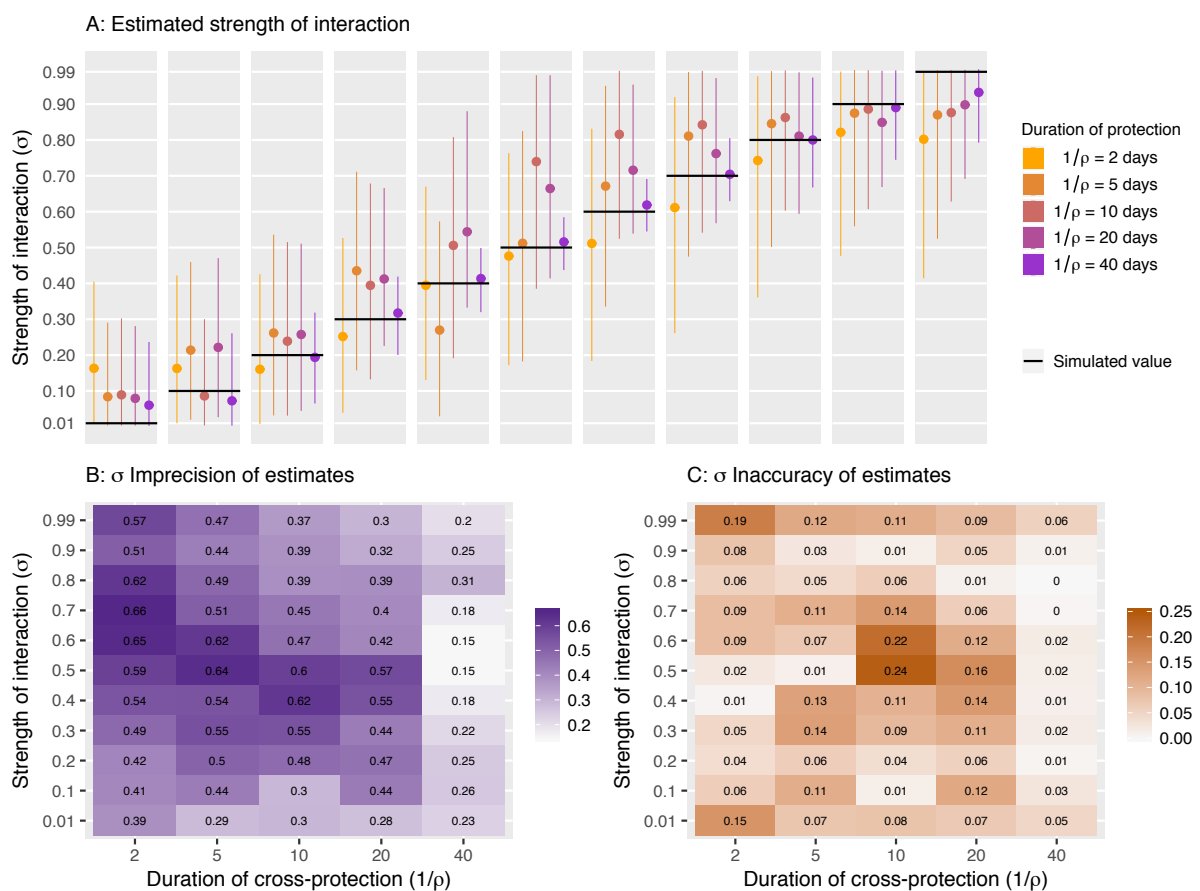 A: Estimated strength of interaction
Strength of interaction (σ)
0.99
0.90
0.80
0.70
0.60
0.50
0.40
0.30
0.20
0.10
0.01
Duration of protection
1/ρ = 2 days
1/ρ = 5 days
1/ρ = 10 days
1/ρ = 20 days
1/ρ = 40 days
Simulated value
B: σ Imprecision of estimates
Strength of interaction (σ)
0.99 0.57 0.47 0.37 0.3 0.2
0.9 0.51 0.44 0.39 0.32 0.25
0.8 0.62 0.49 0.39 0.39 0.31
0.7 0.66 0.51 0.45 0.4 0.18
0.6 0.65 0.62 0.47 0.42 0.15
0.5 0.59 0.64 0.6 0.57 0.15
0.4 0.54 0.54 0.62 0.55 0.18
0.3 0.49 0.55 0.55 0.44 0.22
0.2 0.42 0.5 0.48 0.47 0.25
0.1 0.41 0.44 0.3 0.44 0.26
0.01 0.39 0.29 0.3 0.28 0.23
2 5 10 20 40
Duration of cross-protection (1/ρ)
0.6
0.5
0.4
0.3
0.2
C: σ Inaccuracy of estimates
Strength of interaction (σ)
0.99 0.19 0.12 0.11 0.09 0.06
0.9 0.08 0.03 0.01 0.05 0.01
0.8 0.06 0.05 0.06 0.01 0
0.7 0.09 0.11 0.14 0.06 0
0.6 0.09 0.07 0.22 0.12 0.02
0.5 0.02 0.01 0.24 0.16 0.02
0.4 0.01 0.13 0.11 0.14 0.01
0.3 0.05 0.14 0.09 0.11 0.02
0.2 0.04 0.06 0.04 0.06 0.01
0.1 0.06 0.11 0.01 0.12 0.03
0.01 0.15 0.07 0.08 0.07 0.05
2 5 10 20 40
Duration of cross-protection (1/ρ)
0.25
0.20
0.15
0.10
0.05
0.00